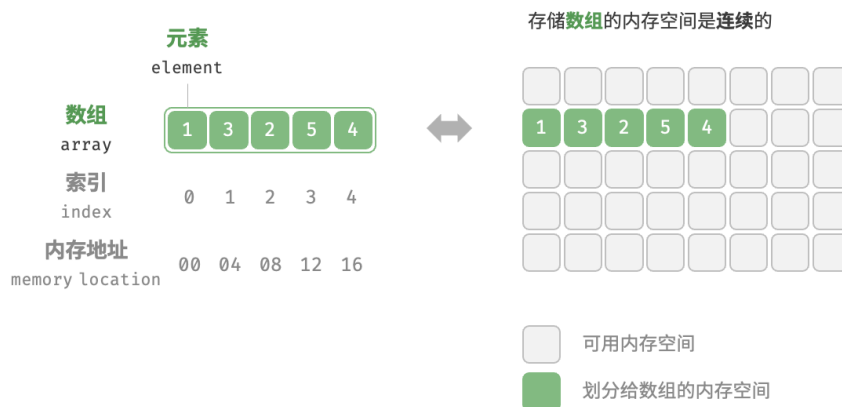 元素
element
数组
array
1 3 2 5 4
索引
index
0 1 2 3 4
内存地址
memory location
00 04 08 12 16
存储数组的内存空间是连续的
1 3 2 5 4
可用内存空间
划分给数组的内存空间